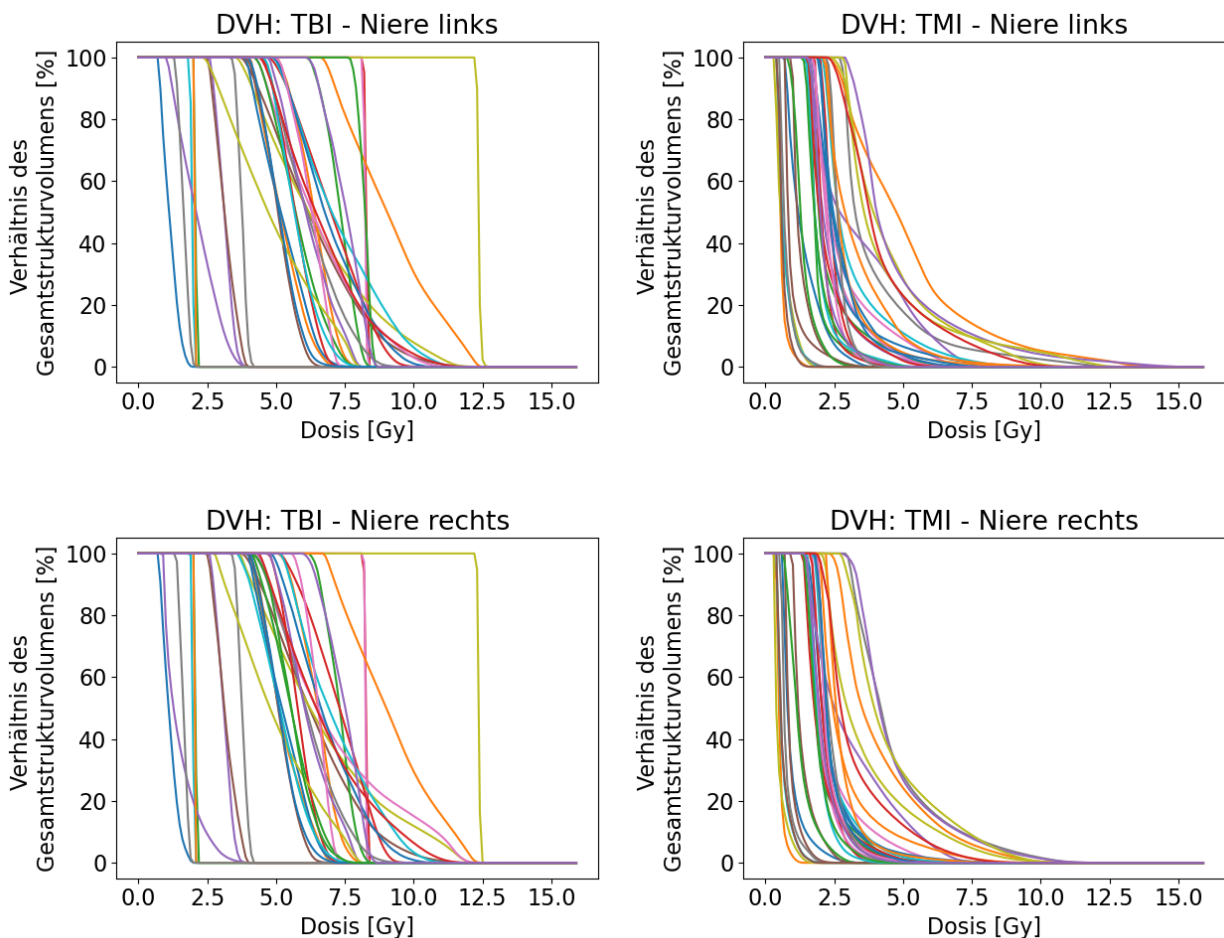 DVH: TBI - Niere links
Verhältnis des
Gesamtstrukturvolumens [%]
100
80
60
40
20
0
0.0 2.5 5.0 7.5 10.0 12.5 15.0
Dosis [Gy]
DVH: TMI - Niere links
Verhältnis des
Gesamtstrukturvolumens [%]
100
80
60
40
20
0
0.0 2.5 5.0 7.5 10.0 12.5 15.0
Dosis [Gy]
DVH: TBI - Niere rechts
Verhältnis des
Gesamtstrukturvolumens [%]
100
80
60
40
20
0
0.0 2.5 5.0 7.5 10.0 12.5 15.0
Dosis [Gy]
DVH: TMI - Niere rechts
Verhältnis des
Gesamtstrukturvolumens [%]
100
80
60
40
20
0
0.0 2.5 5.0 7.5 10.0 12.5 15.0
Dosis [Gy]